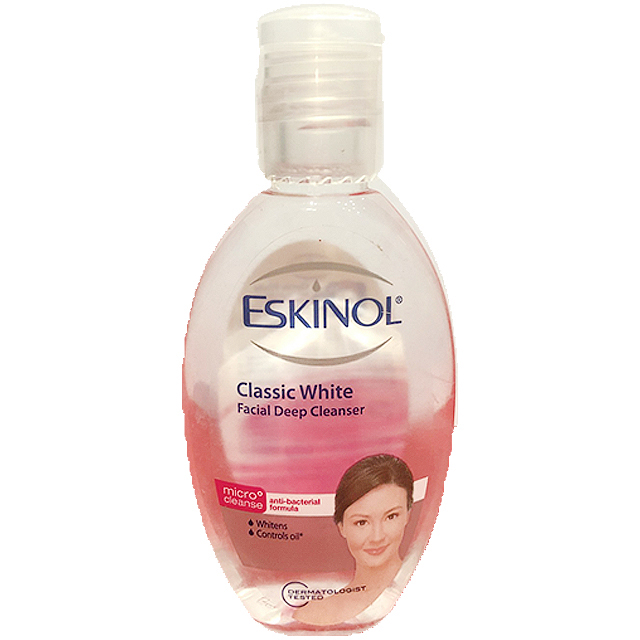 ESKINOL®
Classic White
Facial Deep Cleanser
micro°
cleanse
anti-bacterial
formula
Whitens
Controls oil*
DERMATOLOGIST
TESTED